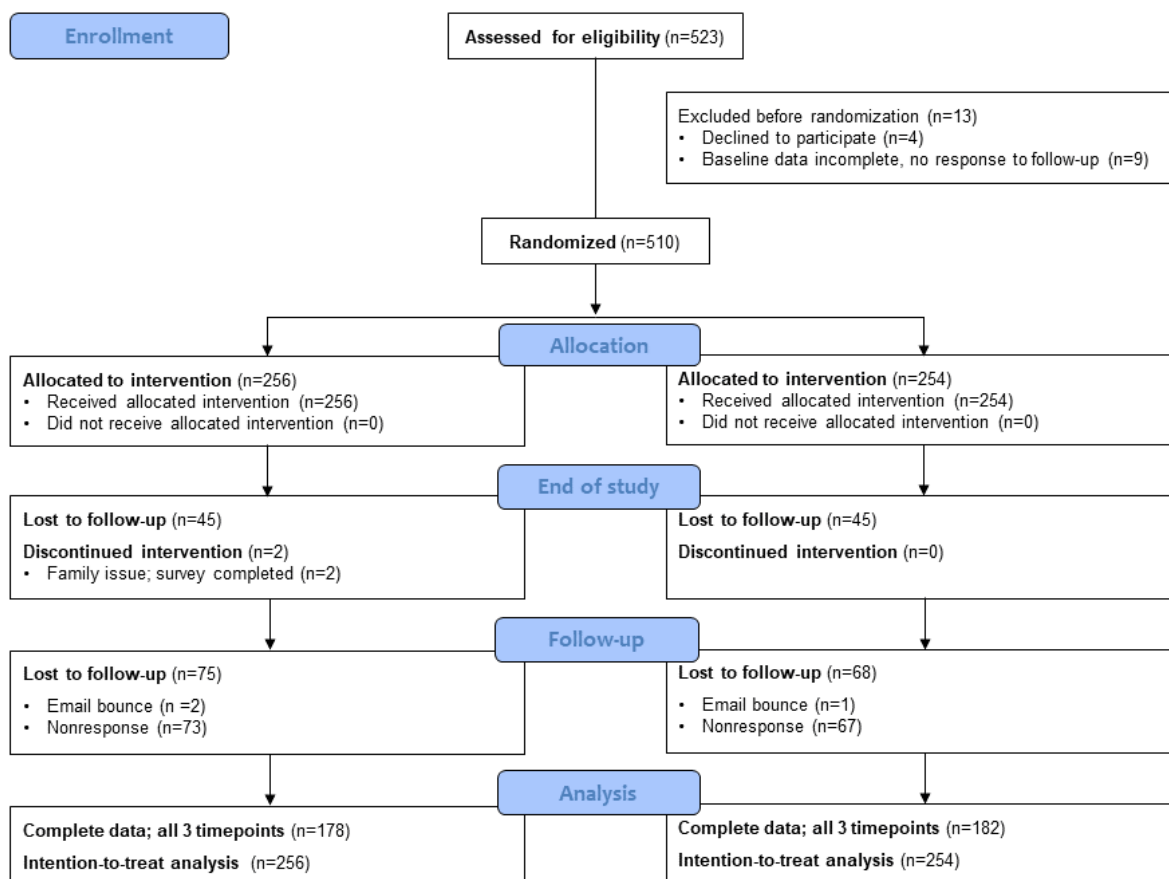 Enrollment
Assessed for eligibility (n=523)
Excluded before randomization (n=13)
• Declined to participate (n=4)
• Baseline data incomplete, no response to follow-up (n=9)
Randomized (n=510)
Allocation
Allocated to intervention (n=256)
• Received allocated intervention (n=256)
• Did not receive allocated intervention (n=0)
Allocated to intervention (n=254)
• Received allocated intervention (n=254)
• Did not receive allocated intervention (n=0)
End of study
Lost to follow-up (n=45)
Discontinued intervention (n=2)
• Family issue; survey completed (n=2)
Lost to follow-up (n=45)
Discontinued intervention (n=0)
Follow-up
Lost to follow-up (n=75)
• Email bounce (n =2)
• Nonresponse (n=73)
Lost to follow-up (n=68)
• Email bounce (n=1)
• Nonresponse (n=67)
Analysis
Complete data; all 3 timepoints (n=178)
Intention-to-treat analysis (n=256)
Complete data; all 3 timepoints (n=182)
Intention-to-treat analysis (n=254)